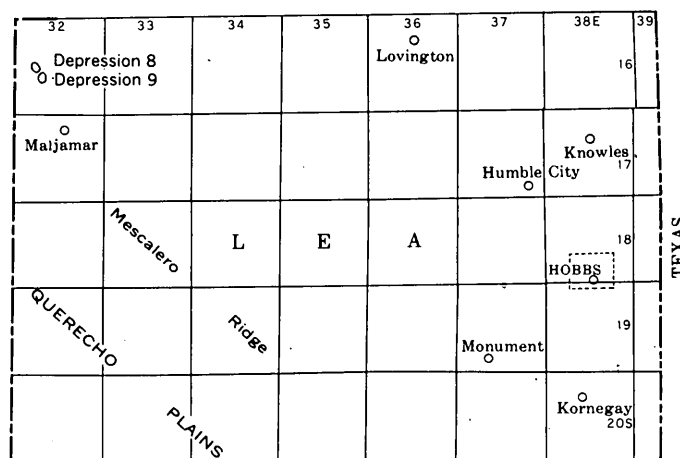 32 33 34 35 36 37 38E 39
Depression 8
Depression 9
Lovington
16
Maljamar
Knowles
17
Humble City
Mescalero
L E A
18
TEXAS
HOBBS
QUERECHO
Ridge
19
Monument
PLAINS
Kornegay
20S